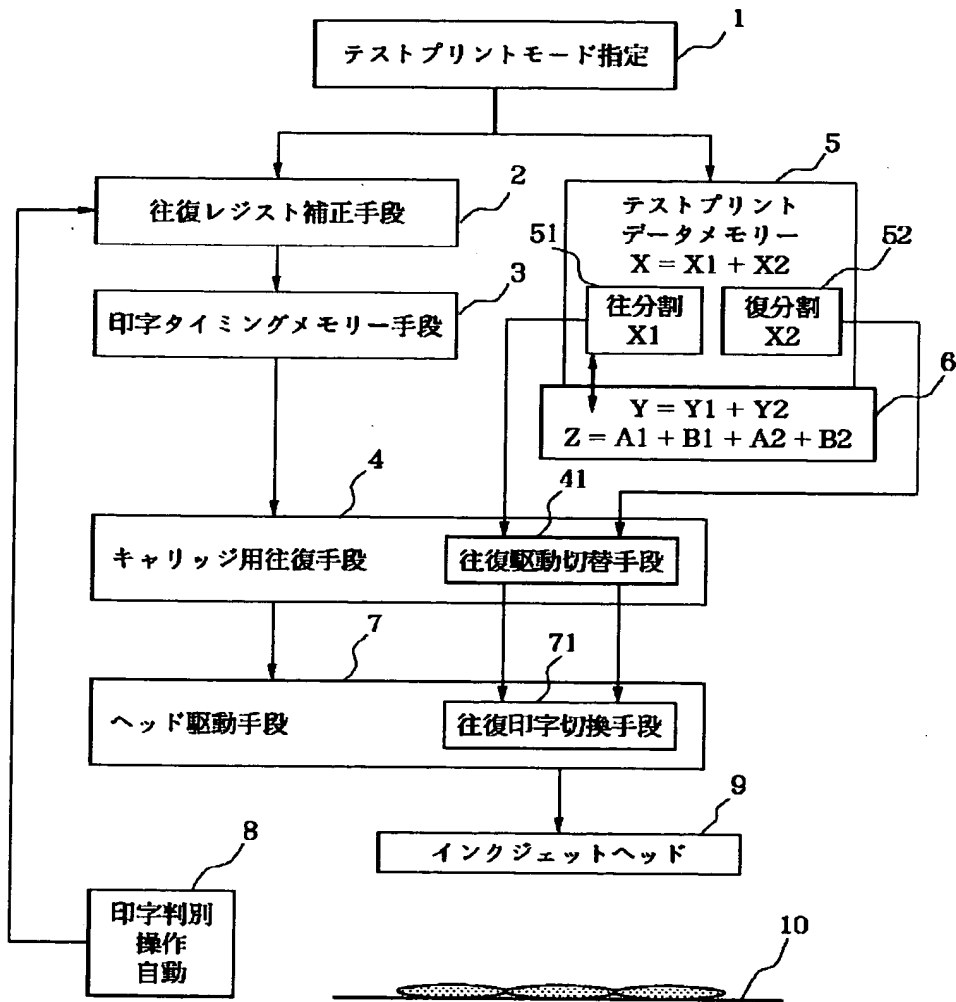 1
テストプリントモード指定
2
往復レジスト補正手段
3
印字タイミングメモリー手段
5
テストプリント
データメモリー
X = X1 + X2
51
往分割
X1
52
復分割
X2
6
Y = Y1 + Y2
Z = A1 + B1 + A2 + B2
4
キャリッジ用往復手段
41
往復駆動切替手段
7
ヘッド駆動手段
71
往復印字切換手段
9
インクジェットヘッド
8
印字判別
操作
自動
10